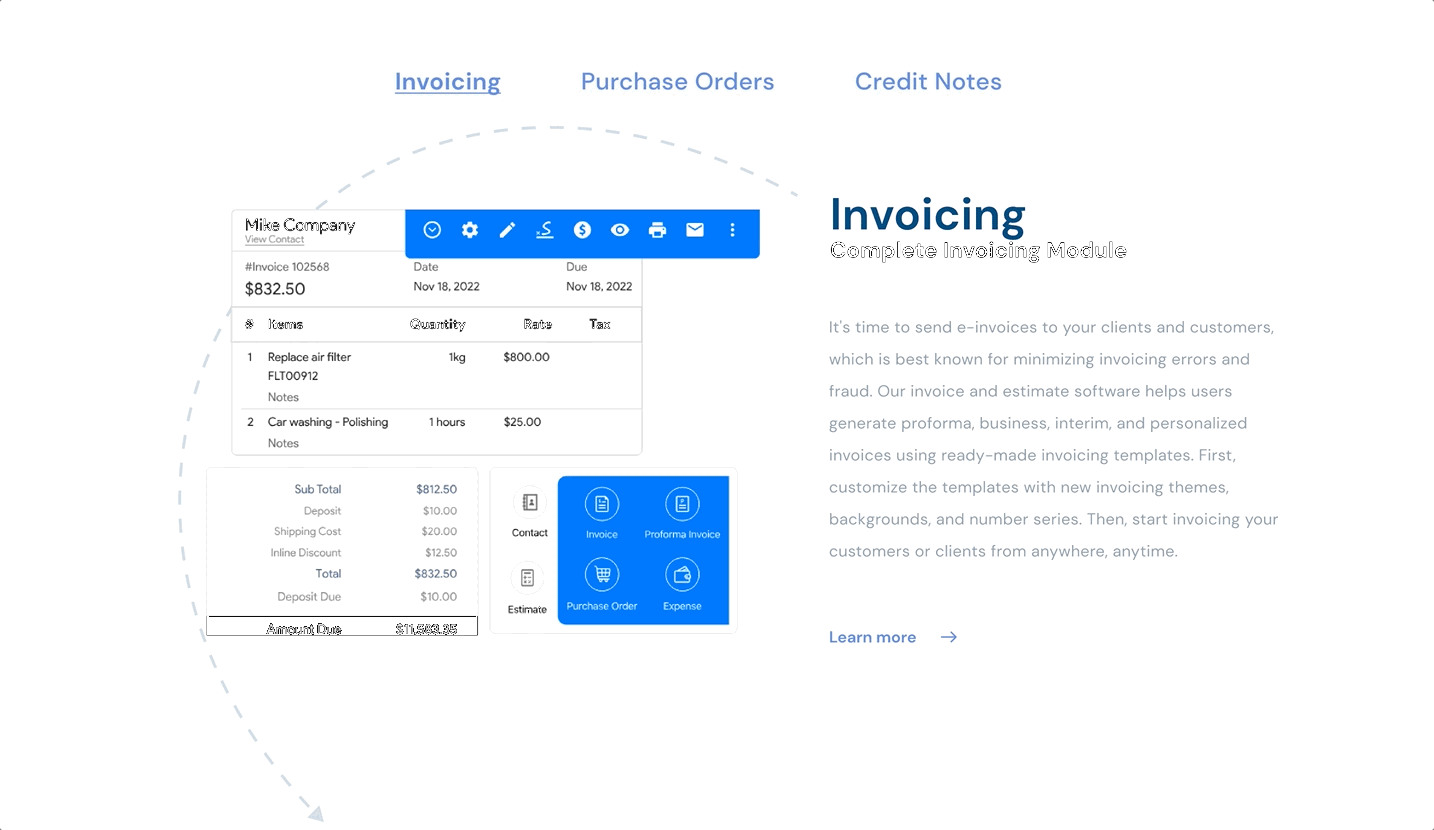 Invoicing Purchase Orders Credit Notes
Mike Company
View Contact
#Invoice 102568 Date Due
$832.50 Nov 18, 2022 Nov 18, 2022
# Items Quantity Rate Tax
1 Replace air filter 1kg $800.00
FLT00912
Notes
2 Car washing - Polishing 1 hours $25.00
Notes
Sub Total $812.50
Deposit $10.00
Shipping Cost $20.00
Inline Discount $12.50
Total $832.50
Deposit Due $10.00
Amount Due
Contact Invoice Proforma Invoice
Estimate Purchase Order Expense
Invoicing
Complete Invoicing Module
It's time to send e-invoices to your clients and customers,
which is best known for minimizing invoicing errors and
fraud. Our invoice and estimate software helps users
generate proforma, business, interim, and personalized
invoices using ready-made invoicing templates. First,
customize the templates with new invoicing themes,
backgrounds, and number series. Then, start invoicing your
customers or clients from anywhere, anytime.
Learn more